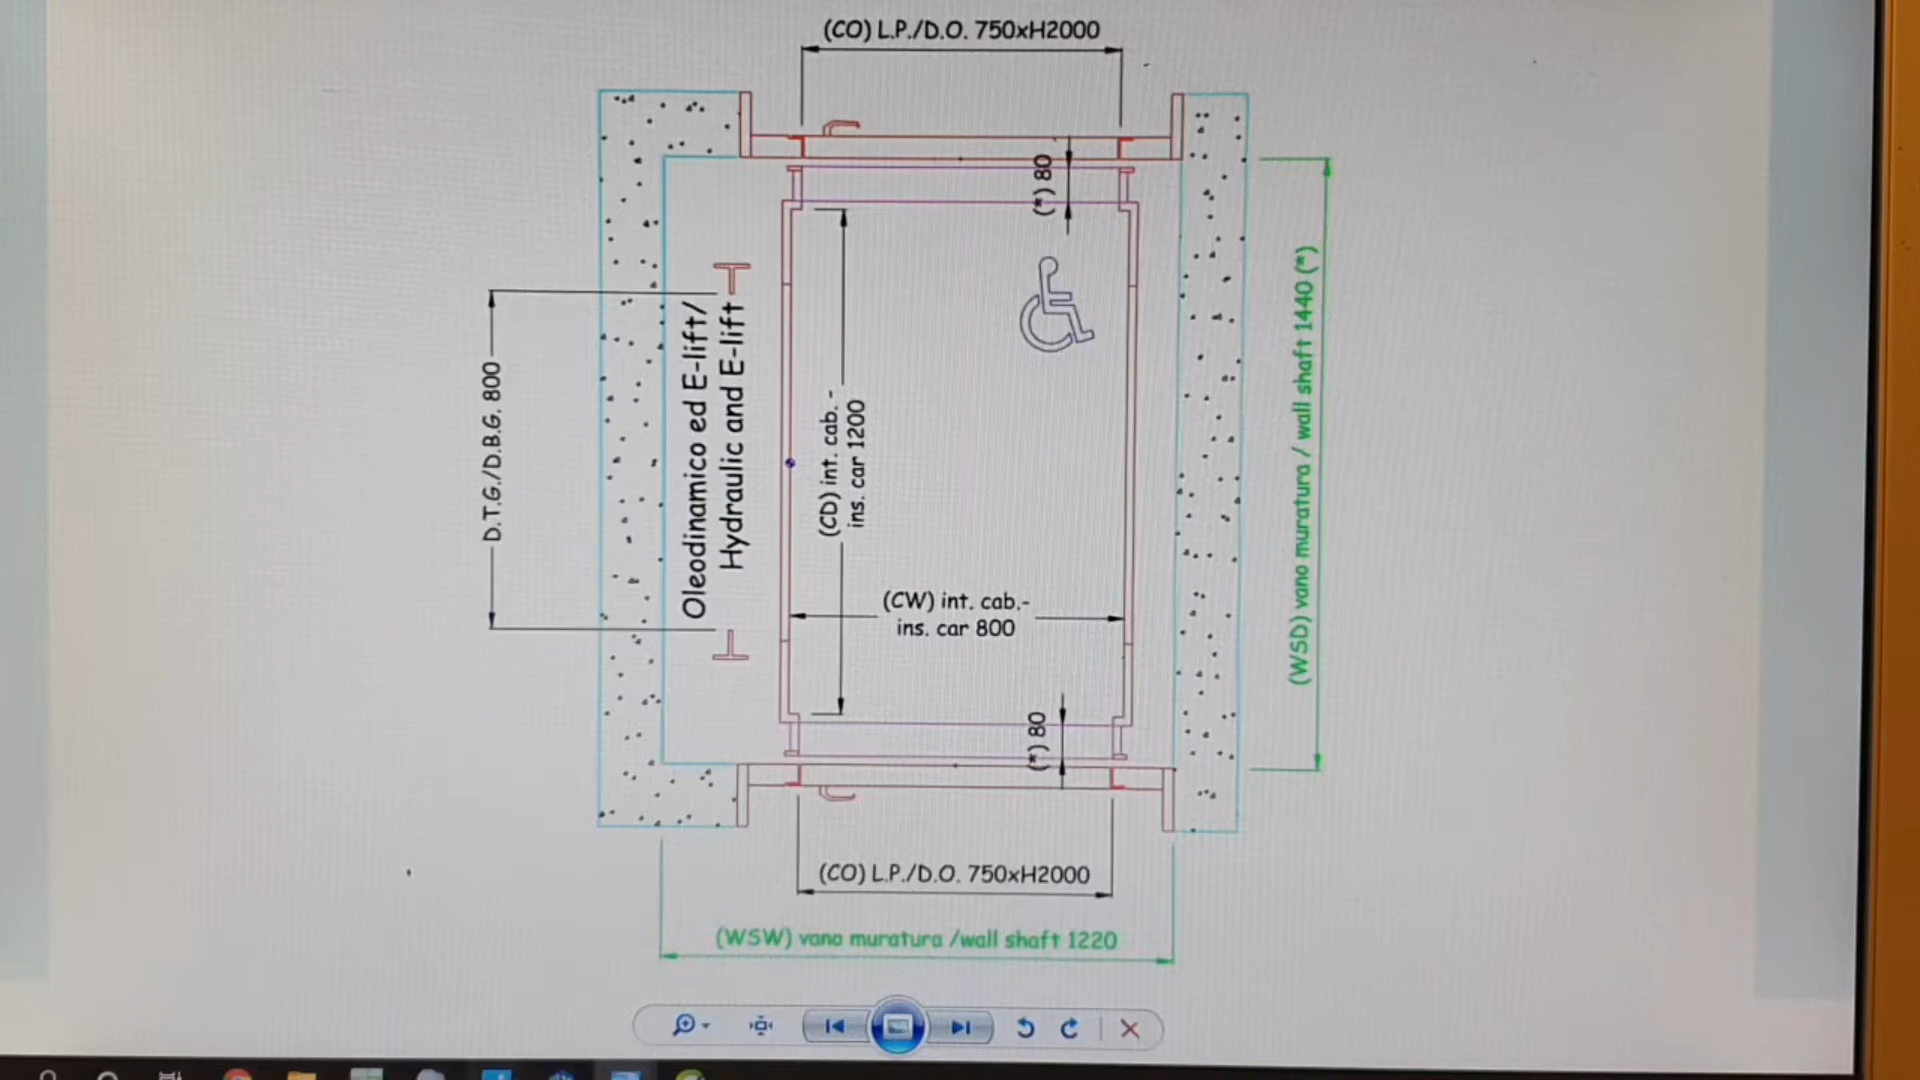 (CO) L.P./D.O. 750xH2000
(*) 80
D.T.G./D.B.G. 800
Oleodinamico ed E-lift/
Hydraulic and E-lift
(CD) int. cab. -
ins. car 1200
(CW) int. cab.-
ins. car 800
(WSD) vano muratura / wall shaft 1440 (*)
(*) 80
(CO) L.P./D.O. 750xH2000
(WSW) vano muratura /wall shaft 1220